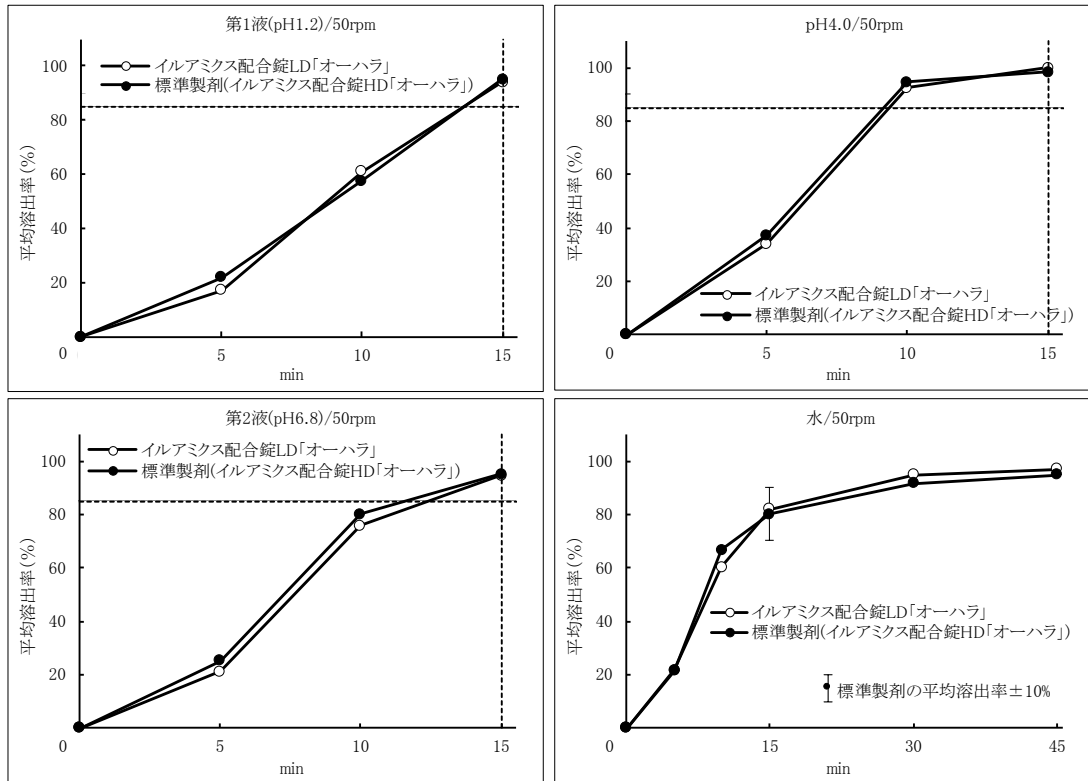 第1液(pH1.2)/50rpm
イルアミクス配合錠LD「オーハラ」
標準製剤(イルアミクス配合錠HD「オーハラ」)
平均溶出率(%)
100
80
60
40
20
0
5
10
15
min
pH4.0/50rpm
平均溶出率(%)
100
80
60
40
20
イルアミクス配合錠LD「オーハラ」
標準製剤(イルアミクス配合錠HD「オーハラ」)
0
5
10
15
min
第2液(pH6.8)/50rpm
イルアミクス配合錠LD「オーハラ」
標準製剤(イルアミクス配合錠HD「オーハラ」)
平均溶出率(%)
100
80
60
40
20
0
5
10
15
min
水/50rpm
平均溶出率(%)
100
80
60
40
20
イルアミクス配合錠LD「オーハラ」
標準製剤(イルアミクス配合錠HD「オーハラ」)
標準製剤の平均溶出率±10%
0
15
30
45
min